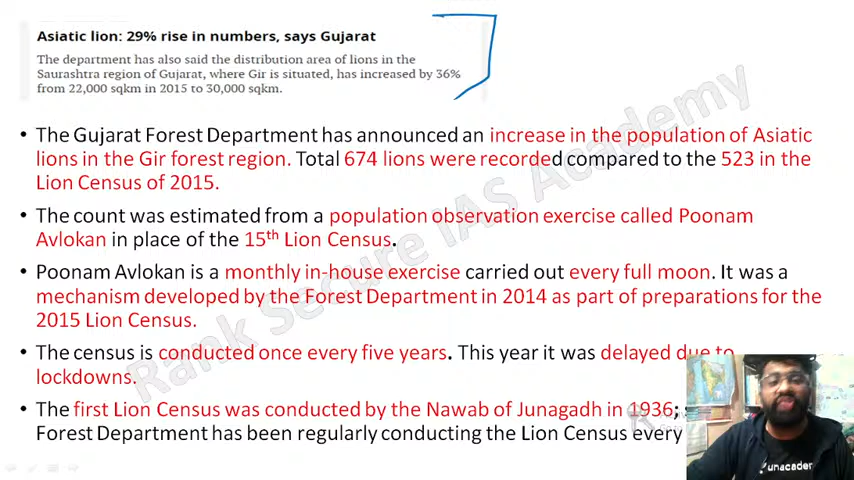 Asiatic lion: 29% rise in numbers, says Gujarat
The department has also said the distribution area of lions in the
Saurashtra region of Gujarat, where Gir is situated, has increased by 36%
from 22,000 sqkm in 2015 to 30,000 sqkm.
• The Gujarat Forest Department has announced an increase in the population of Asiatic
lions in the Gir forest region. Total 674 lions were recorded compared to the 523 in the
Lion Census of 2015.
• The count was estimated from a population observation exercise called Poonam
Avlokan in place of the 15th Lion Census.
• Poonam Avlokan is a monthly in-house exercise carried out every full moon. It was a
mechanism developed by the Forest Department in 2014 as part of preparations for the
2015 Lion Census.
• The census is conducted once every five years. This year it was delayed due to
lockdowns.
• The first Lion Census was conducted by the Nawab of Junagadh in 1936;
Forest Department has been regularly conducting the Lion Census every
Rank Secure IAS Academy
unacadem